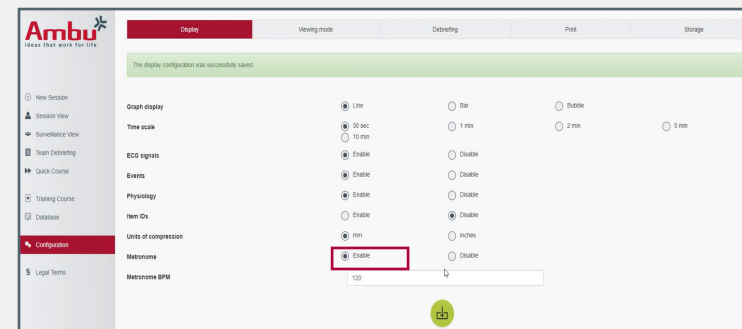 Ambu
Ideas that work for life
Display Viewing mode Debriefing Print Storage
The display configuration was successfully saved.
New Session
Session View
Surveillance View
Team Debriefing
Quick Course
Training Course
Database
Configuration
§ Legal Terms
Graph display Line Bar Bubble
Time scale 30 sec 1 min 2 min 5 min
10 min
ECG signals Enable Disable
Events Enable Disable
Physiology Enable Disable
Item IDs Enable Disable
Units of compression mm Inches
Metronome Enable Disable
Metronome BPM 120